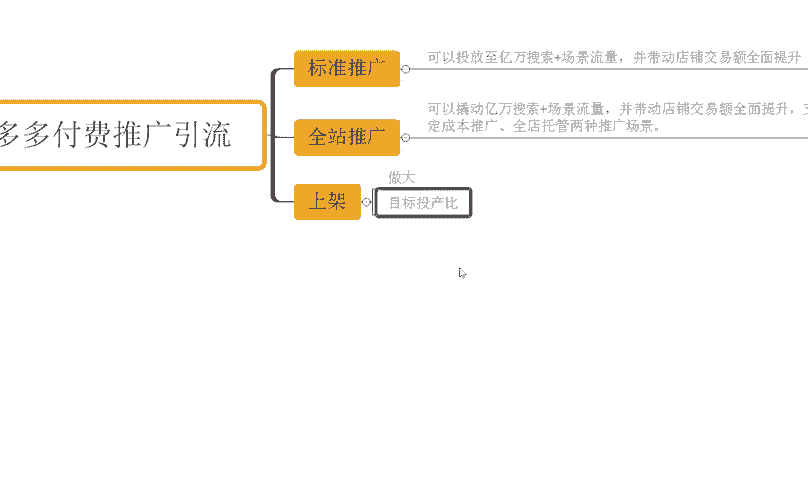 多多付费推广引流
标准推广
可以投放至亿万搜索+场景流量，并带动店铺交易额全面提升
全站推广
可以撬动亿万搜索+场景流量，并带动店铺交易额全面提升，
定成本推广、全店托管两种推广场景。
上架
做大
目标投产比